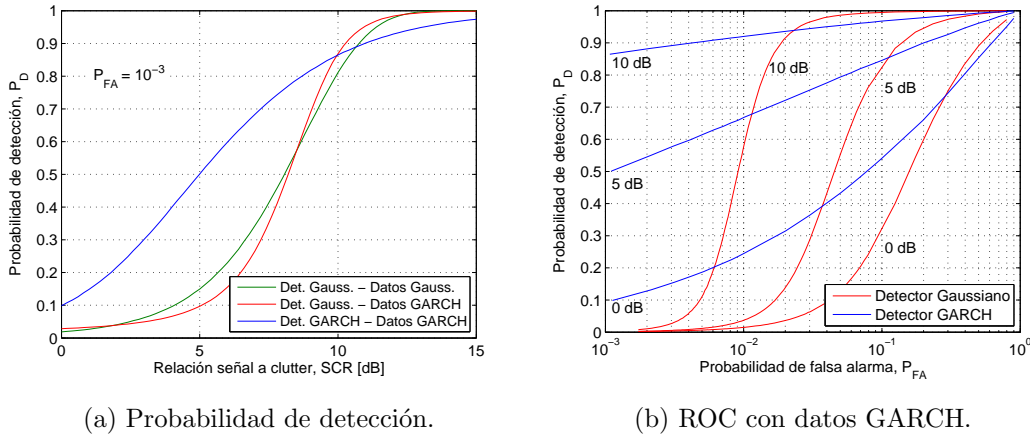 1
0.9
0.8
0.7
0.6
0.5
0.4
0.3
0.2
0.1
0
Probabilidad de detección, P_D
P_FA = 10^−3
Det. Gauss. − Datos Gauss.
Det. Gauss. − Datos GARCH
Det. GARCH − Datos GARCH
0 5 10 15
Relación señal a clutter, SCR [dB]
(a) Probabilidad de detección.
1
0.9
0.8
0.7
0.6
0.5
0.4
0.3
0.2
0.1
0
Probabilidad de detección, P_D
10 dB
10 dB
5 dB
5 dB
0 dB
0 dB
Detector Gaussiano
Detector GARCH
10^−3 10^−2 10^−1 10^0
Probabilidad de falsa alarma, P_FA
(b) ROC con datos GARCH.